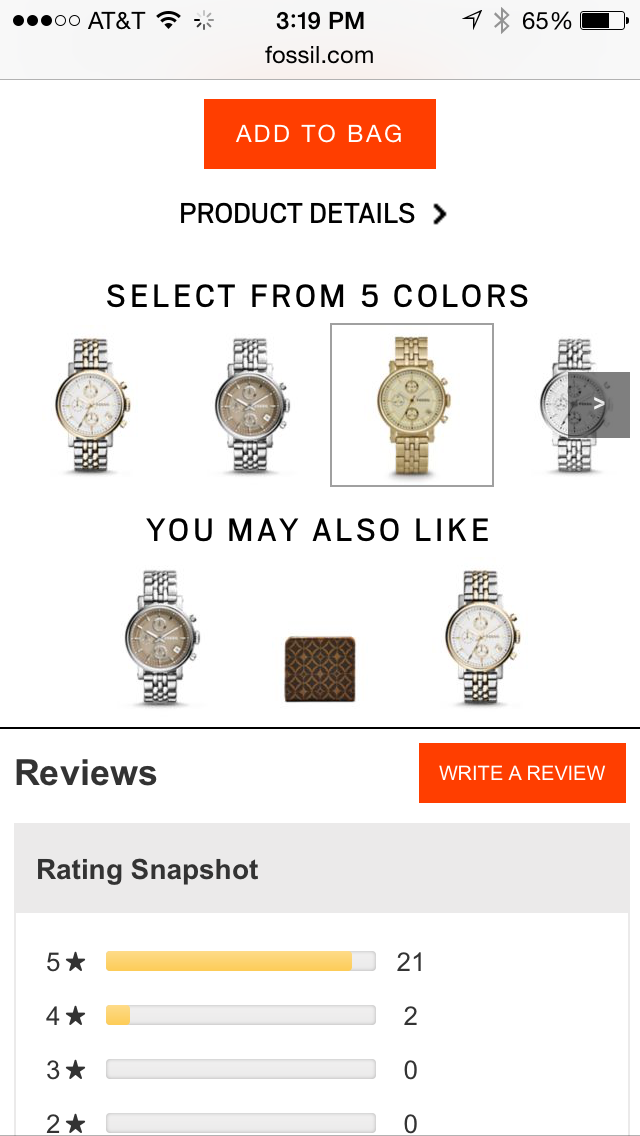 AT&T 3:19 PM 65%
fossil.com
ADD TO BAG
PRODUCT DETAILS >
SELECT FROM 5 COLORS
>
YOU MAY ALSO LIKE
Reviews
WRITE A REVIEW
Rating Snapshot
5★ 21
4★ 2
3★ 0
2★ 0